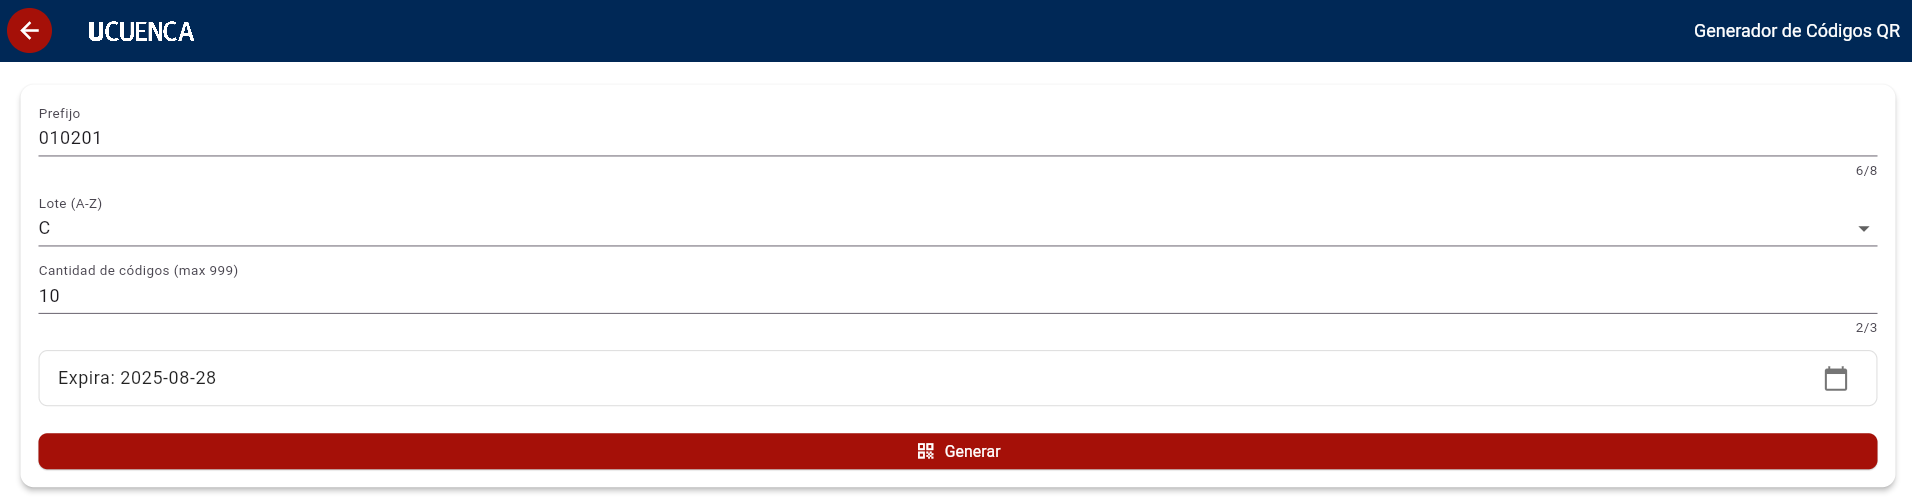 UCUENCA
Generador de Códigos QR
Prefijo
010201
6/8
Lote (A-Z)
C
Cantidad de códigos (max 999)
10
2/3
Expira: 2025-08-28
Generar